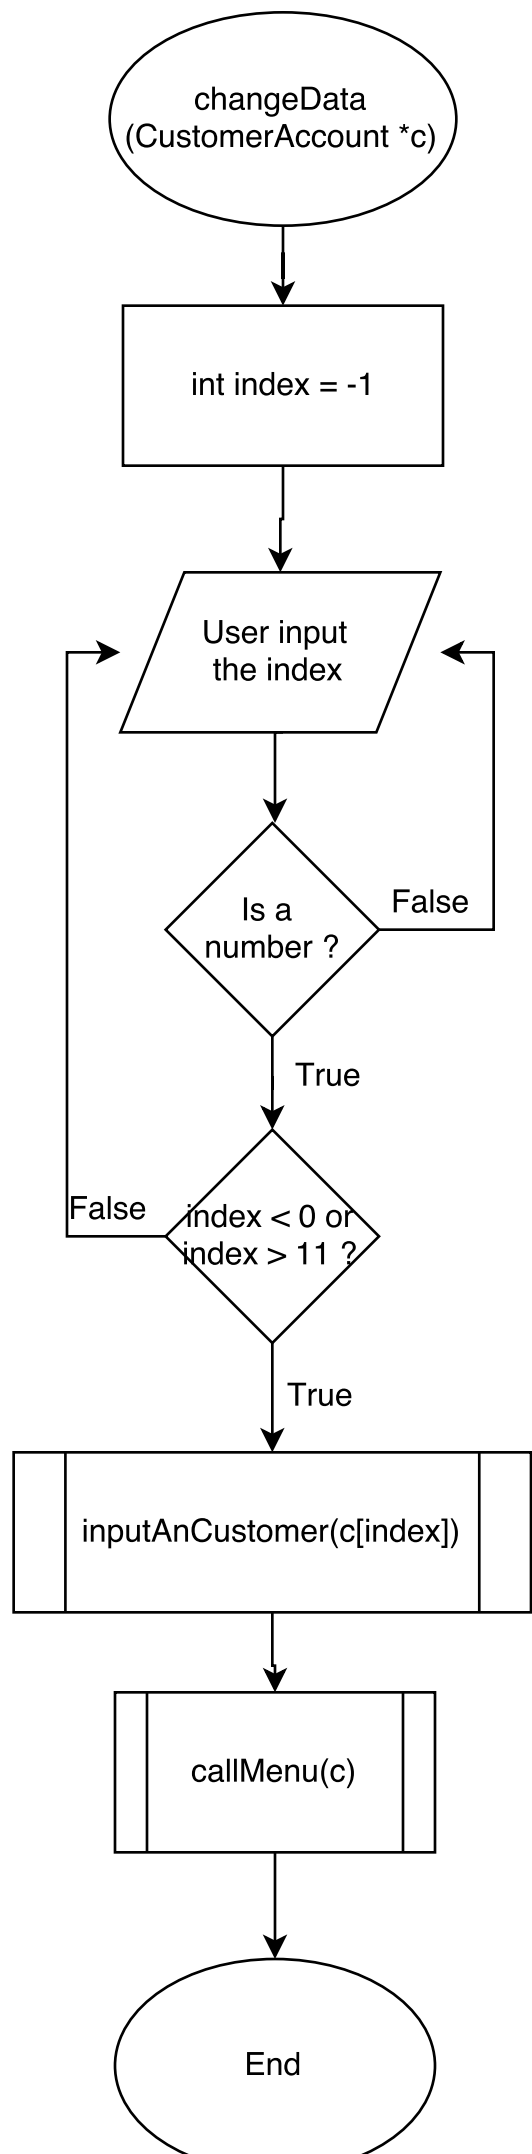 changeData
(CustomerAccount *c)
int index = -1
User input
the index
Is a
number ?
False
True
False
index < 0 or
index > 11 ?
True
inputAnCustomer(c[index])
callMenu(c)
End